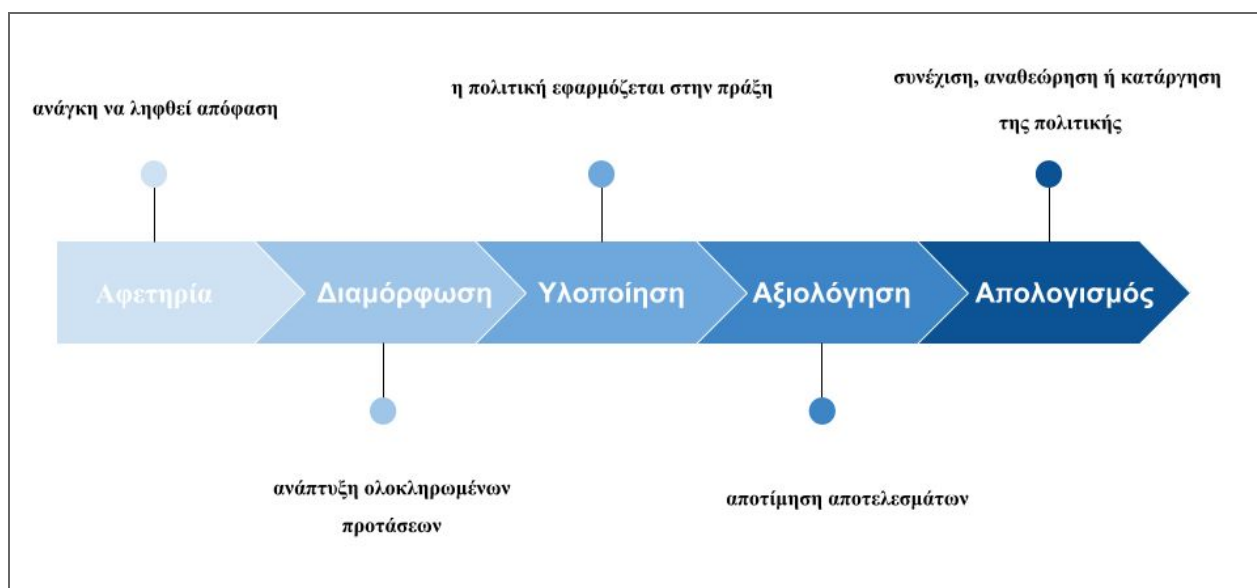 ανάγκη να ληφθεί απόφαση
η πολιτική εφαρμόζεται στην πράξη
συνέχιση, αναθεώρηση ή κατάργηση
της πολιτικής
Αφετηρία
Διαμόρφωση
Υλοποίηση
Αξιολόγηση
Απολογισμός
ανάπτυξη ολοκληρωμένων
προτάσεων
αποτίμηση αποτελεσμάτων